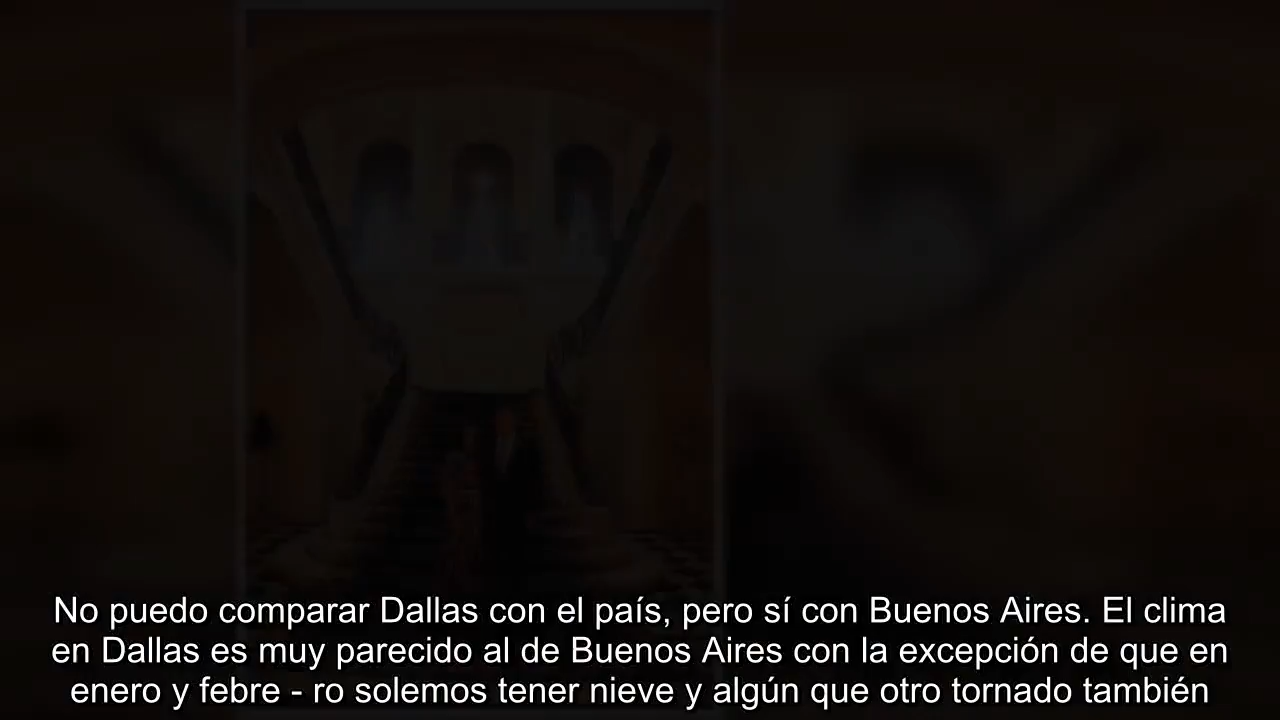 No puedo comparar Dallas con el país, pero sí con Buenos Aires. El clima
en Dallas es muy parecido al de Buenos Aires con la excepción de que en
enero y febre - ro solemos tener nieve y algún que otro tornado también